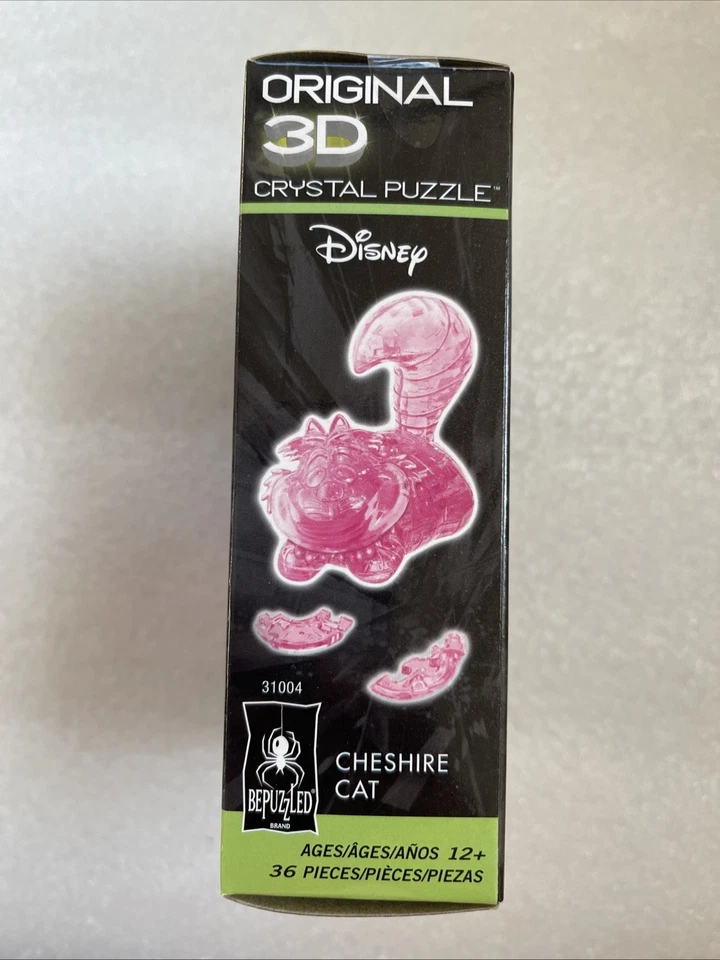 ORIGINAL
3D
CRYSTAL PUZZLE™
Disney
31004
BEPUZZLED®
BRAND
CHESHIRE
CAT
AGES/ÂGES/AÑOS 12+
36 PIECES/PIÈCES/PIEZAS